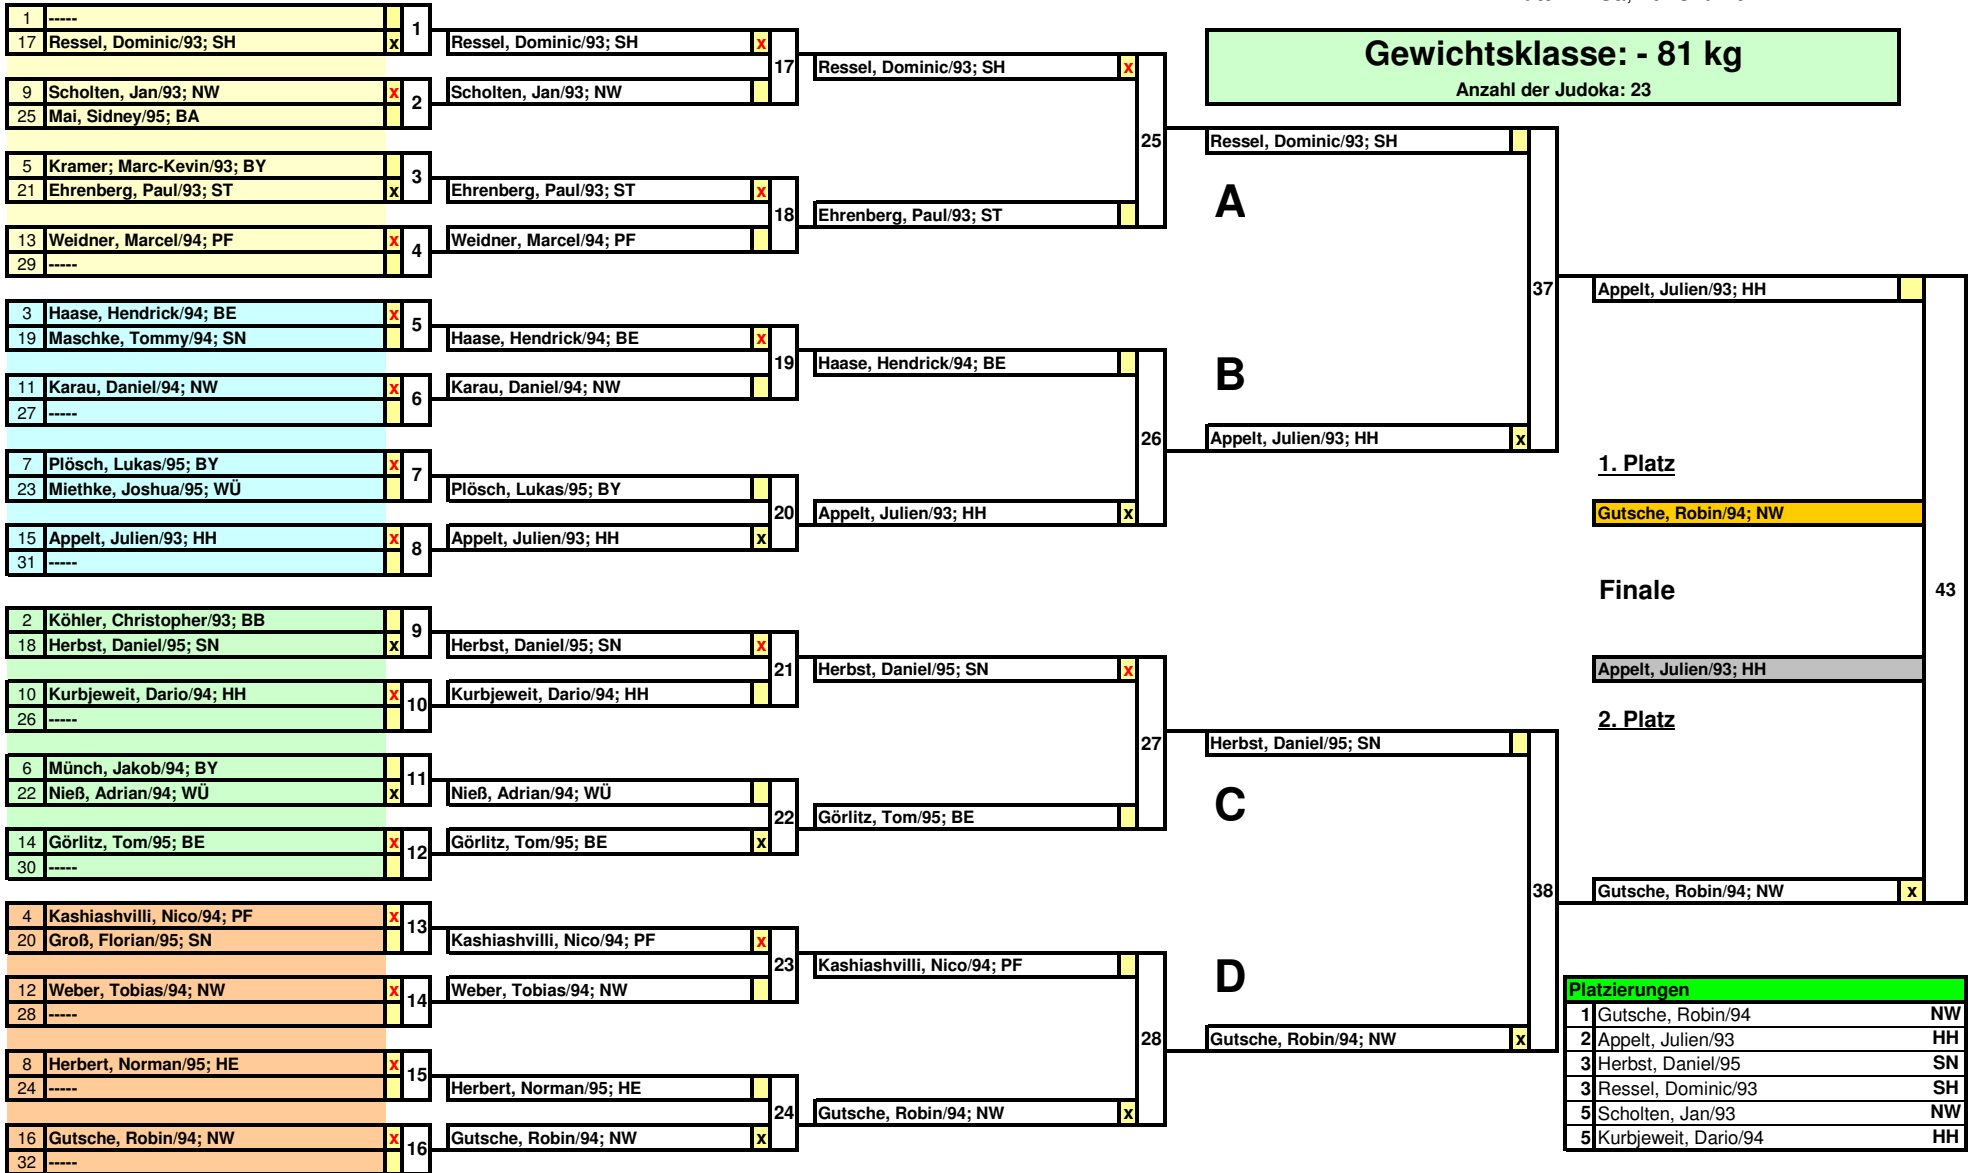 Gewichtsklasse: - 81 kg
Anzahl der Judoka: 23
1 -----
17 Ressel, Dominic/93; SH x
1
9 Scholten, Jan/93; NW x
25 Mai, Sidney/95; BA
2
5 Kramer; Marc-Kevin/93; BY
21 Ehrenberg, Paul/93; ST x
3
13 Weidner, Marcel/94; PF x
29 -----
4
3 Haase, Hendrick/94; BE x
19 Maschke, Tommy/94; SN
5
11 Karau, Daniel/94; NW x
27 -----
6
7 Plösch, Lukas/95; BY x
23 Miethke, Joshua/95; WÜ
7
15 Appelt, Julien/93; HH x
31 -----
8
2 Köhler, Christopher/93; BB
18 Herbst, Daniel/95; SN x
9
10 Kurbjeweit, Dario/94; HH x
26 -----
10
6 Münch, Jakob/94; BY
22 Nieß, Adrian/94; WÜ x
11
14 Görlitz, Tom/95; BE x
30 -----
12
4 Kashiashvilli, Nico/94; PF x
20 Groß, Florian/95; SN
13
12 Weber, Tobias/94; NW x
28 -----
14
8 Herbert, Norman/95; HE x
24 -----
15
16 Gutsche, Robin/94; NW x
32 -----
16
Ressel, Dominic/93; SH x
17
Scholten, Jan/93; NW
Ehrenberg, Paul/93; ST x
18
Weidner, Marcel/94; PF
Haase, Hendrick/94; BE x
19
Karau, Daniel/94; NW
Plösch, Lukas/95; BY
20
Appelt, Julien/93; HH x
Herbst, Daniel/95; SN x
21
Kurbjeweit, Dario/94; HH
Nieß, Adrian/94; WÜ
22
Görlitz, Tom/95; BE x
Kashiashvilli, Nico/94; PF x
23
Weber, Tobias/94; NW
Herbert, Norman/95; HE
24
Gutsche, Robin/94; NW x
Ressel, Dominic/93; SH x
25
Ehrenberg, Paul/93; ST
Haase, Hendrick/94; BE
26
Appelt, Julien/93; HH x
Herbst, Daniel/95; SN x
27
Görlitz, Tom/95; BE
Kashiashvilli, Nico/94; PF
28
Gutsche, Robin/94; NW x
Ressel, Dominic/93; SH
A
37
B
Appelt, Julien/93; HH x
Herbst, Daniel/95; SN
C
38
D
Gutsche, Robin/94; NW x
Appelt, Julien/93; HH
1. Platz
Gutsche, Robin/94; NW
Finale
43
Appelt, Julien/93; HH
2. Platz
Gutsche, Robin/94; NW x
Platzierungen
1 Gutsche, Robin/94 NW
2 Appelt, Julien/93 HH
3 Herbst, Daniel/95 SN
3 Ressel, Dominic/93 SH
5 Scholten, Jan/93 NW
5 Kurbjeweit, Dario/94 HH